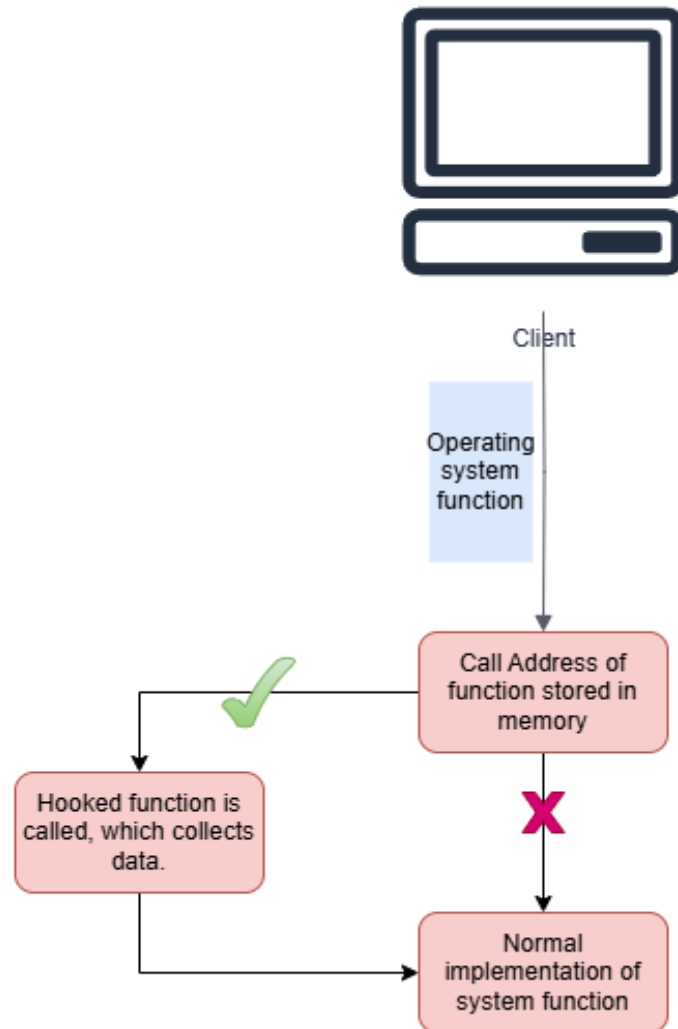 Client
Operating
system
function
Call Address of
function stored in
memory
Hooked function is
called, which collects
data.
Normal
implementation of
system function